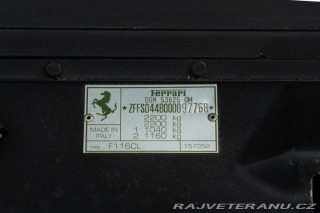 Ferrari
DGM 53625 OM
*ZFFSD44B000097768*
2200 kg
2200 kg
MADE IN ITALY
1 1040 kg
2 1160 kg
TYPE F116CL
157352
RAJVETERANU.CZ